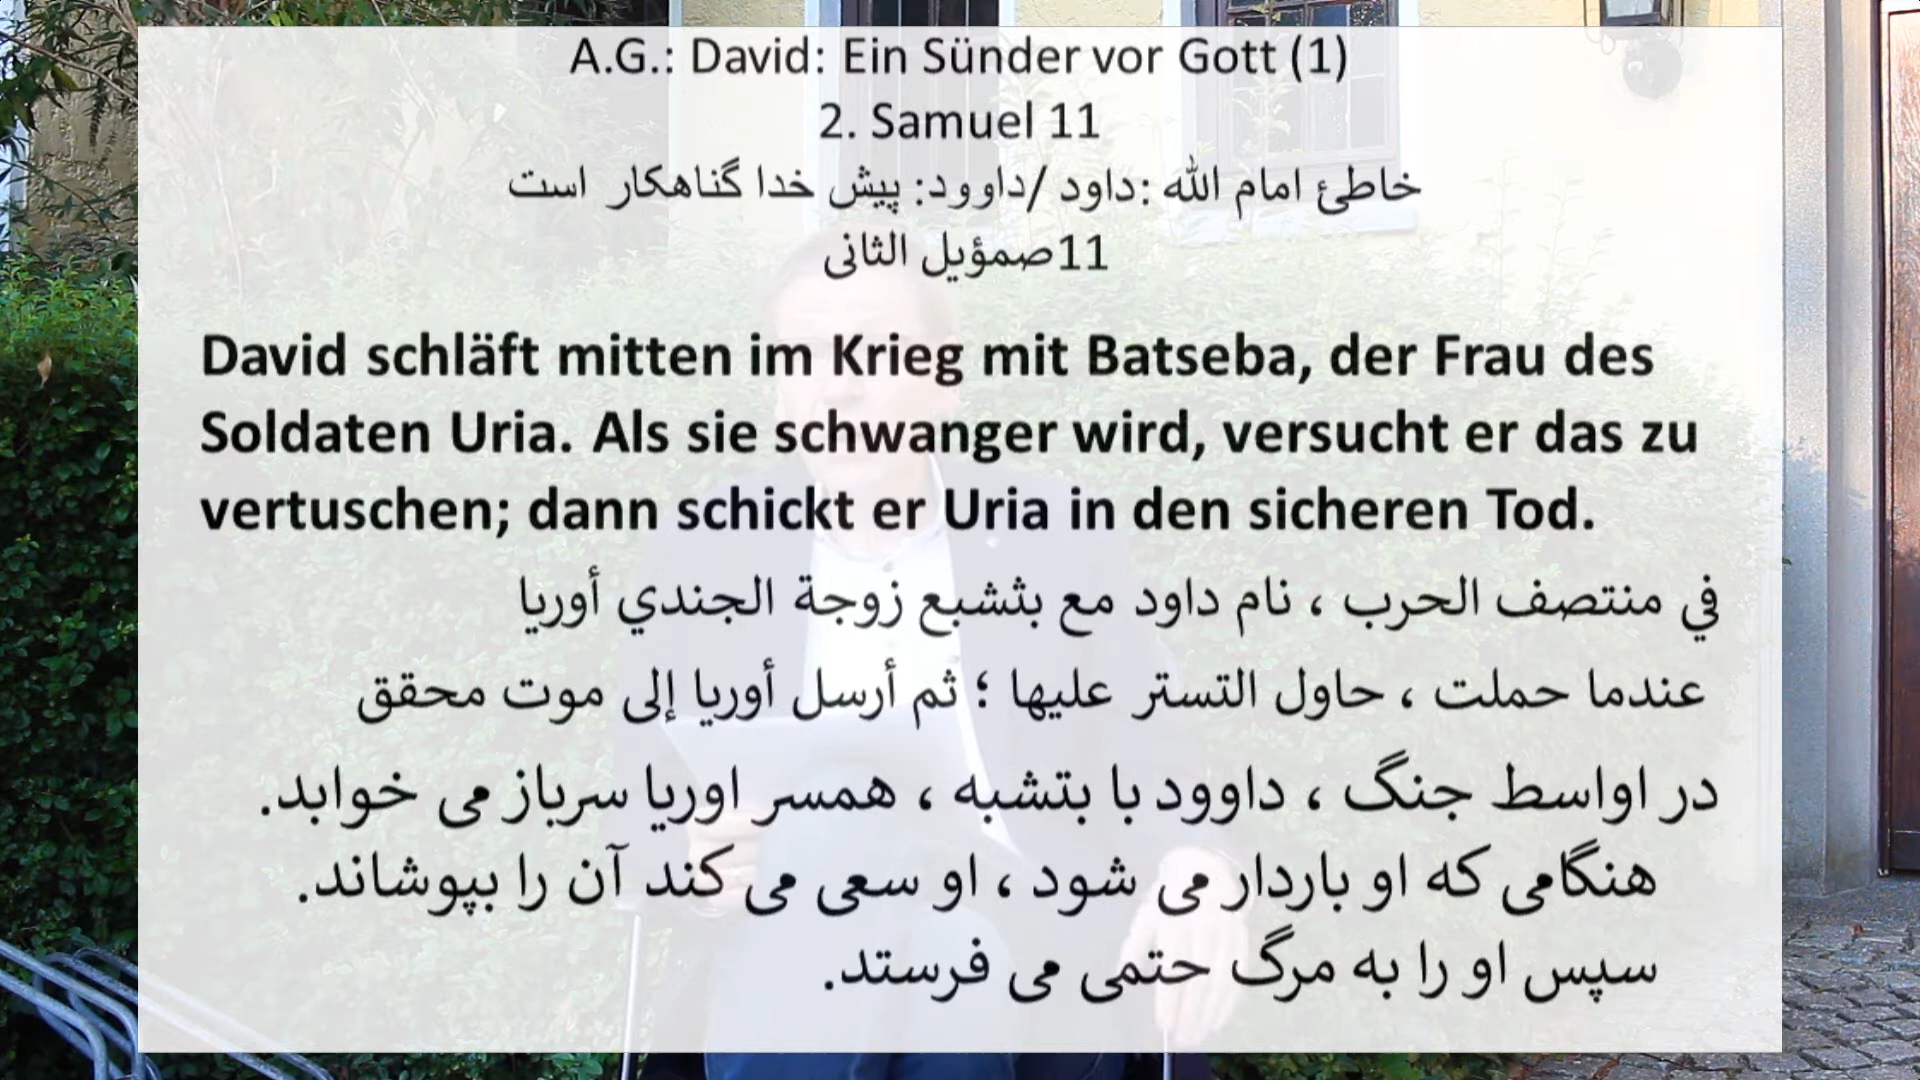 A.G.: David: Ein Sünder vor Gott (1)
2. Samuel 11
خاطئ امام الله :داود /داوود: پیش خدا گناهکار است
11صمؤیل الثانی
David schläft mitten im Krieg mit Batseba, der Frau des
Soldaten Uria. Als sie schwanger wird, versucht er das zu
vertuschen; dann schickt er Uria in den sicheren Tod.
في منتصف الحرب ، نام داود مع بثشبع زوجة الجندي أوريا
عندما حملت ، حاول التستر عليها ؛ ثم أرسل أوريا إلى موت محقق
در اواسط جنگ ، داوود با بتشبه ، همسر اوریا سرباز می خوابد.
هنگامی که او باردار می شود ، او سعی می کند آن را بپوشاند.
سپس او را به مرگ حتمی می فرستد.